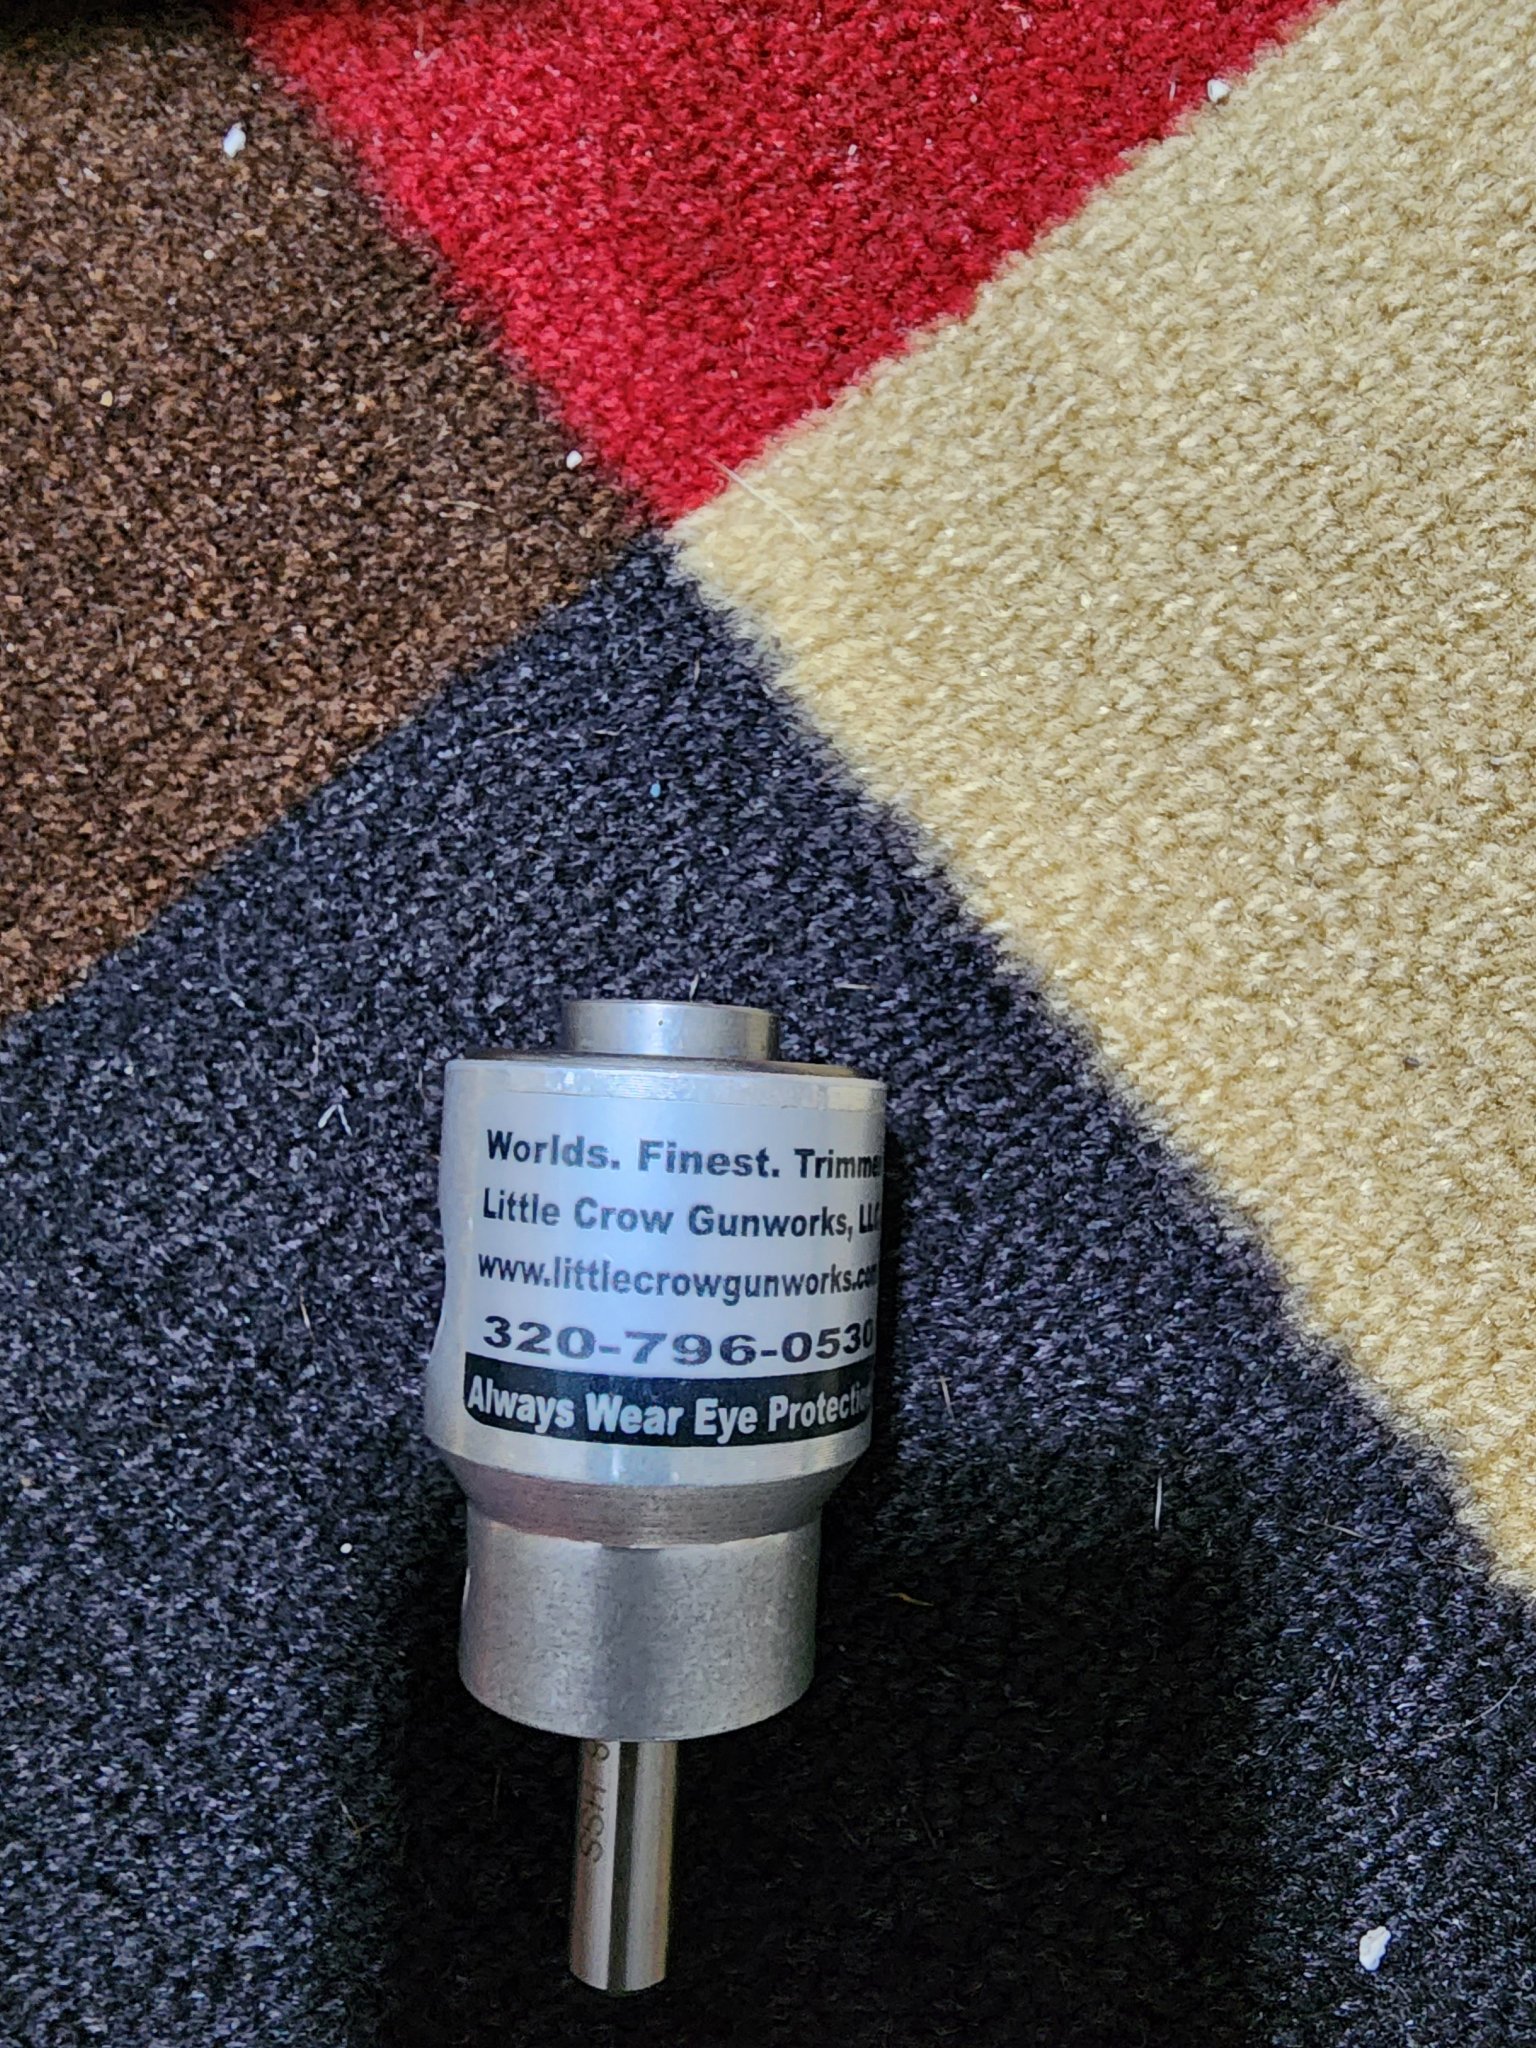 Worlds. Finest. Trimmer
Little Crow Gunworks, LLC
www.littlecrowgunworks.com
320-796-0530
Always Wear Eye Protection
HSS